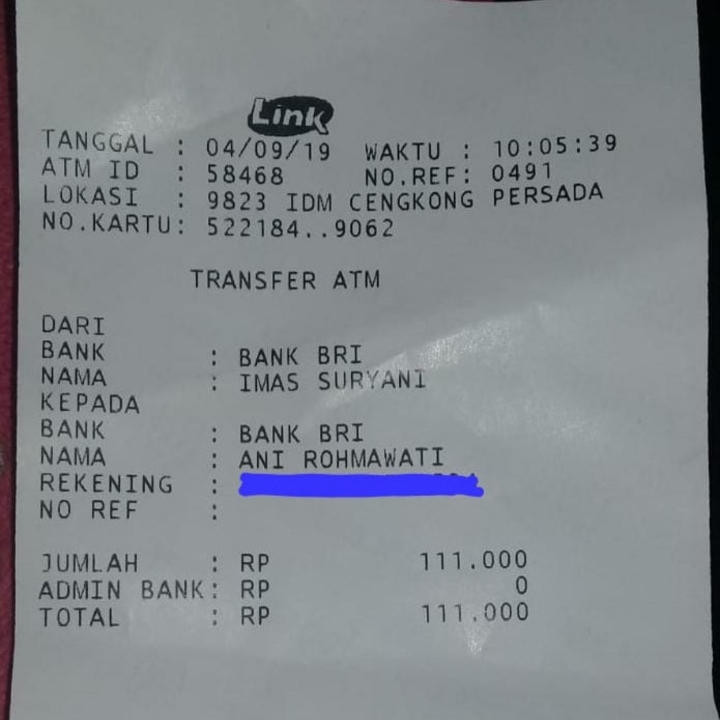 Link
TANGGAL : 04/09/19 WAKTU : 10:05:39
ATM ID : 58468 NO.REF: 0491
LOKASI : 9823 IDM CENGKONG PERSADA
NO.KARTU: 522184..9062
TRANSFER ATM
DARI
BANK : BANK BRI
NAMA : IMAS SURYANI
KEPADA
BANK : BANK BRI
NAMA : ANI ROHMAWATI
REKENING :
NO REF :
JUMLAH : RP 111.000
ADMIN BANK: RP 0
TOTAL : RP 111.000